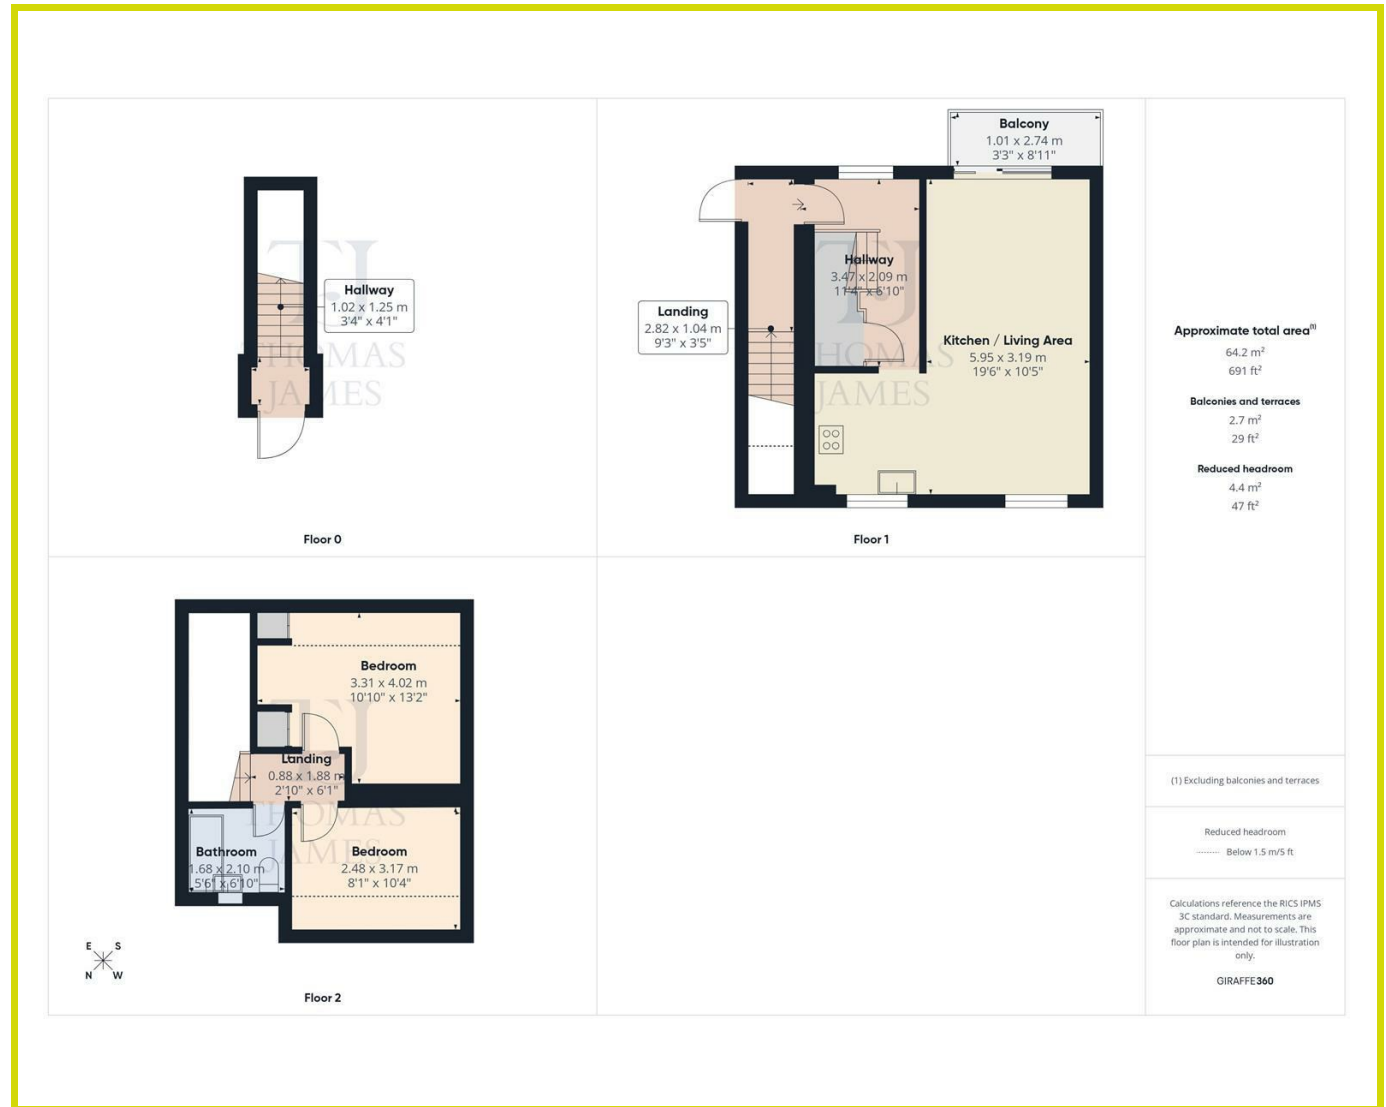 Hallway
1.02 x 1.25 m
3'4" x 4'1"
THOMAS
JAMES
Floor 0
Balcony
1.01 x 2.74 m
3'3" x 8'11"
Hallway
3.47 x 2.09 m
11'4" x 6'10"
Landing
2.82 x 1.04 m
9'3" x 3'5"
Kitchen / Living Area
5.95 x 3.19 m
19'6" x 10'5"
THOMAS
JAMES
Floor 1
Approximate total area(1)
64.2 m²
691 ft²
Balconies and terraces
2.7 m²
29 ft²
Reduced headroom
4.4 m²
47 ft²
Bedroom
3.31 x 4.02 m
10'10" x 13'2"
Landing
0.88 x 1.88 m
2'10" x 6'1"
THOMAS
JAMES
Bathroom
1.68 x 2.10 m
5'6" x 6'10"
Bedroom
2.48 x 3.17 m
8'1" x 10'4"
E S
N W
Floor 2
(1) Excluding balconies and terraces
Reduced headroom
Below 1.5 m/5 ft
Calculations reference the RICS IPMS
3C standard. Measurements are
approximate and not to scale. This
floor plan is intended for illustration
only.
GIRAFFE360